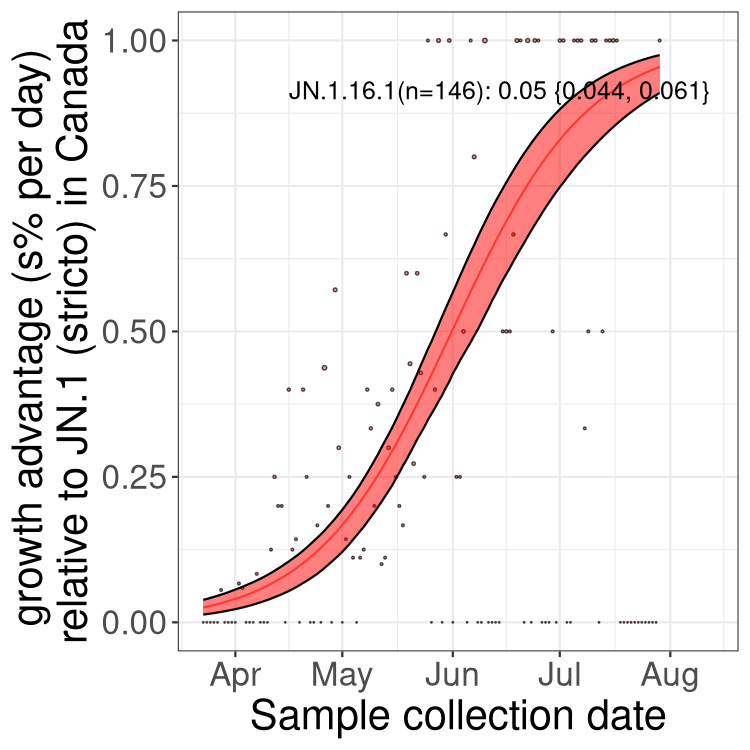 growth advantage (s% per day)
relative to JN.1 (stricto) in Canada
1.00
0.75
0.50
0.25
0.00
JN.1.16.1(n=146): 0.05 {0.044, 0.061}
Apr May Jun Jul Aug
Sample collection date